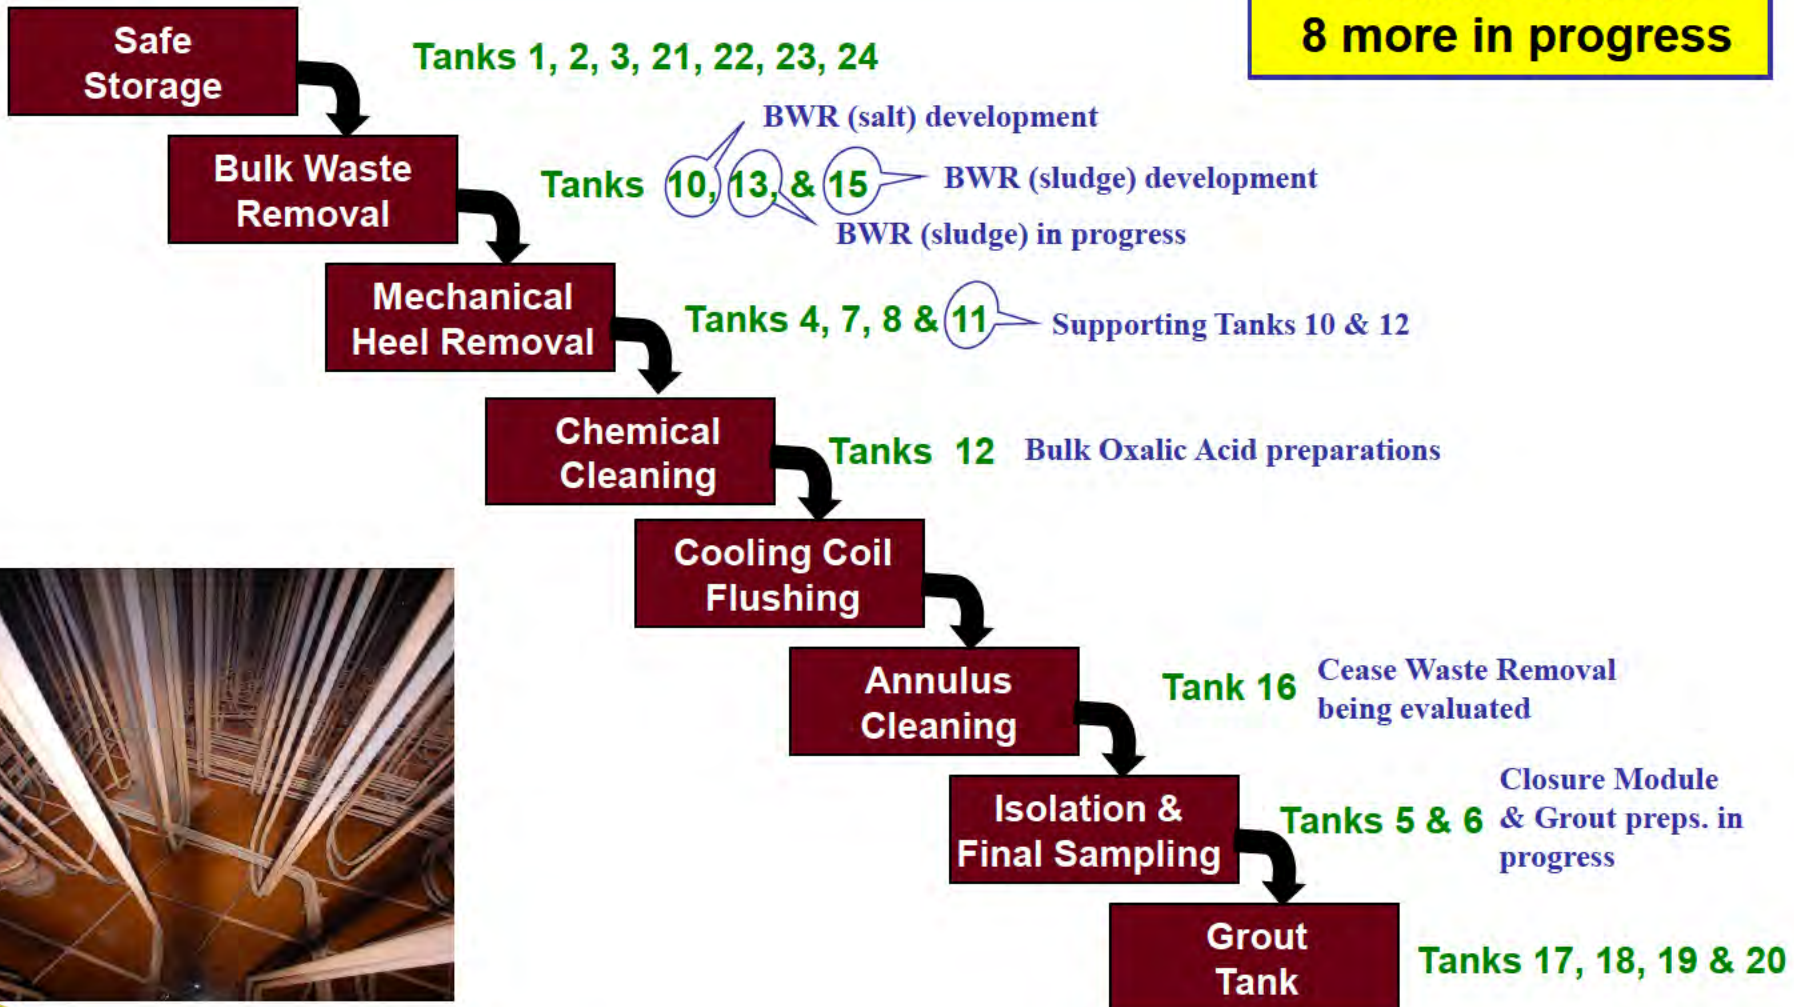 8 more in progress
Safe
Storage
Tanks 1, 2, 3, 21, 22, 23, 24
BWR (salt) development
Bulk Waste
Removal
Tanks 10, 13, & 15
BWR (sludge) development
BWR (sludge) in progress
Mechanical
Heel Removal
Tanks 4, 7, 8 & 11
Supporting Tanks 10 & 12
Chemical
Cleaning
Tanks 12
Bulk Oxalic Acid preparations
Cooling Coil
Flushing
Annulus
Cleaning
Tank 16
Cease Waste Removal
being evaluated
Isolation &
Final Sampling
Tanks 5 & 6
Closure Module
& Grout preps. in
progress
Grout
Tank
Tanks 17, 18, 19 & 20